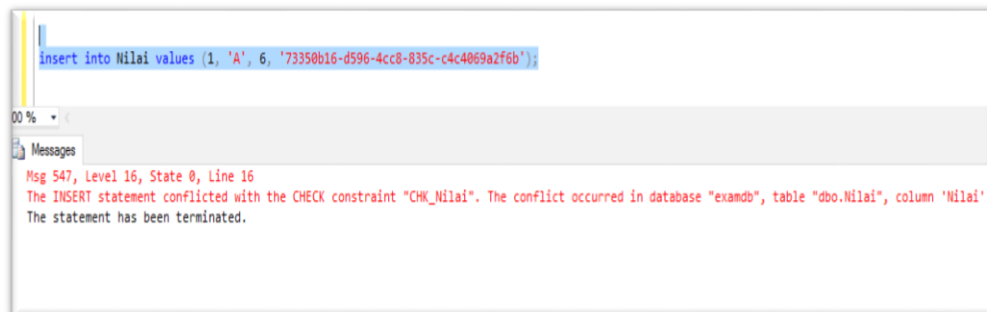 insert into Nilai values (1, 'A', 6, '73350b16-d596-4cc8-835c-c4c4069a2f6b');
00 %
Messages
Msg 547, Level 16, State 0, Line 16
The INSERT statement conflicted with the CHECK constraint "CHK_Nilai". The conflict occurred in database "examdb", table "dbo.Nilai", column 'Nilai'
The statement has been terminated.